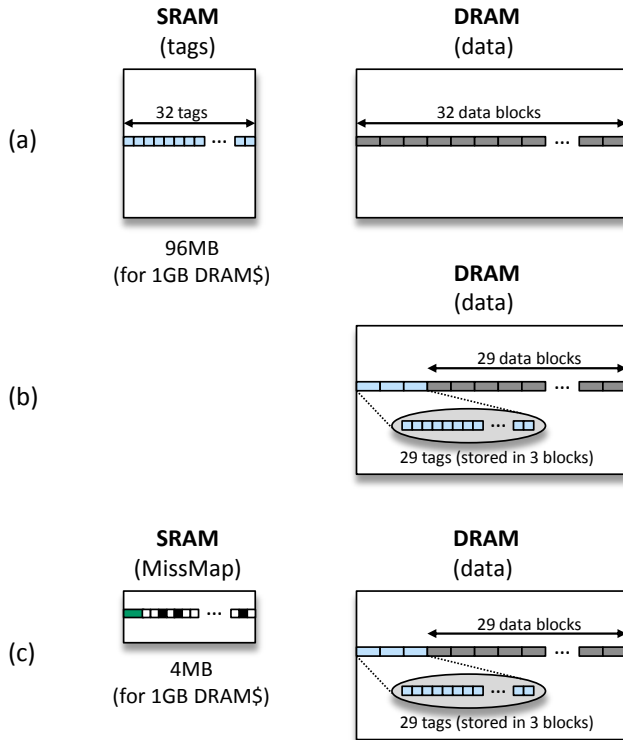 SRAM
(tags)
DRAM
(data)
(a)
32 tags
...
32 data blocks
...
96MB
(for 1GB DRAM$)
DRAM
(data)
(b)
29 data blocks
...
...
29 tags (stored in 3 blocks)
SRAM
(MissMap)
DRAM
(data)
(c)
...
4MB
(for 1GB DRAM$)
29 data blocks
...
...
29 tags (stored in 3 blocks)